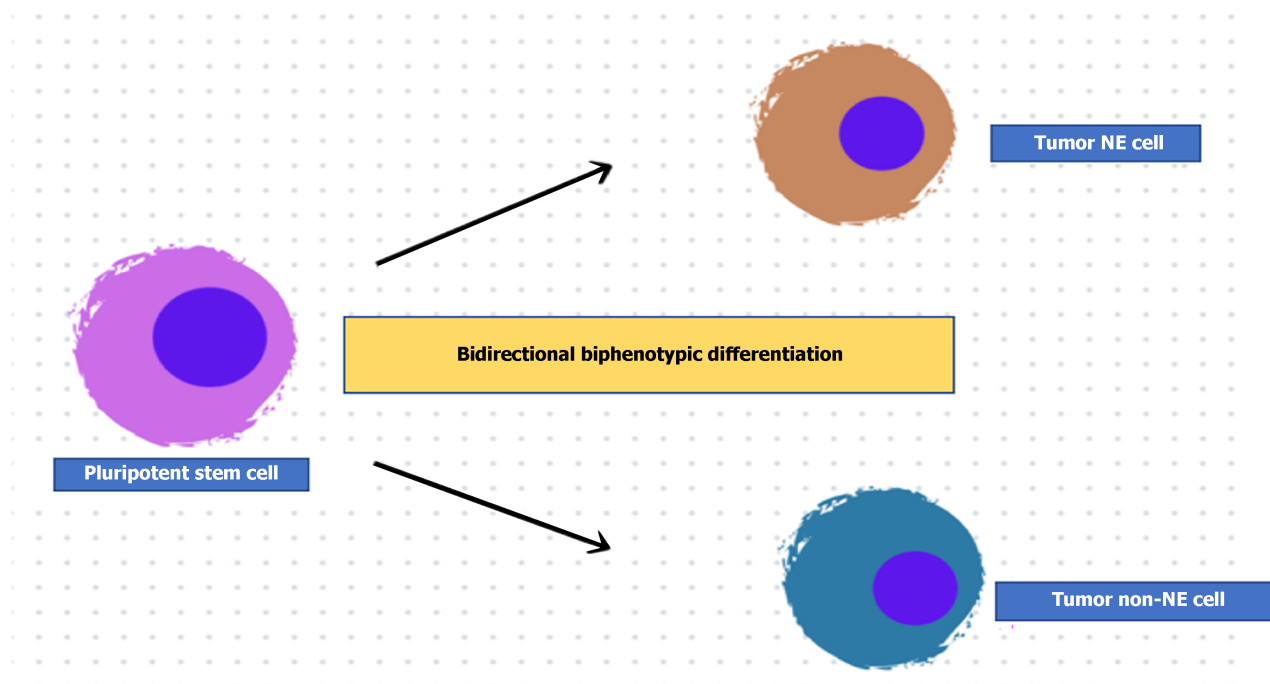 Tumor NE cell
Bidirectional biphenotypic differentiation
Pluripotent stem cell
Tumor non-NE cell